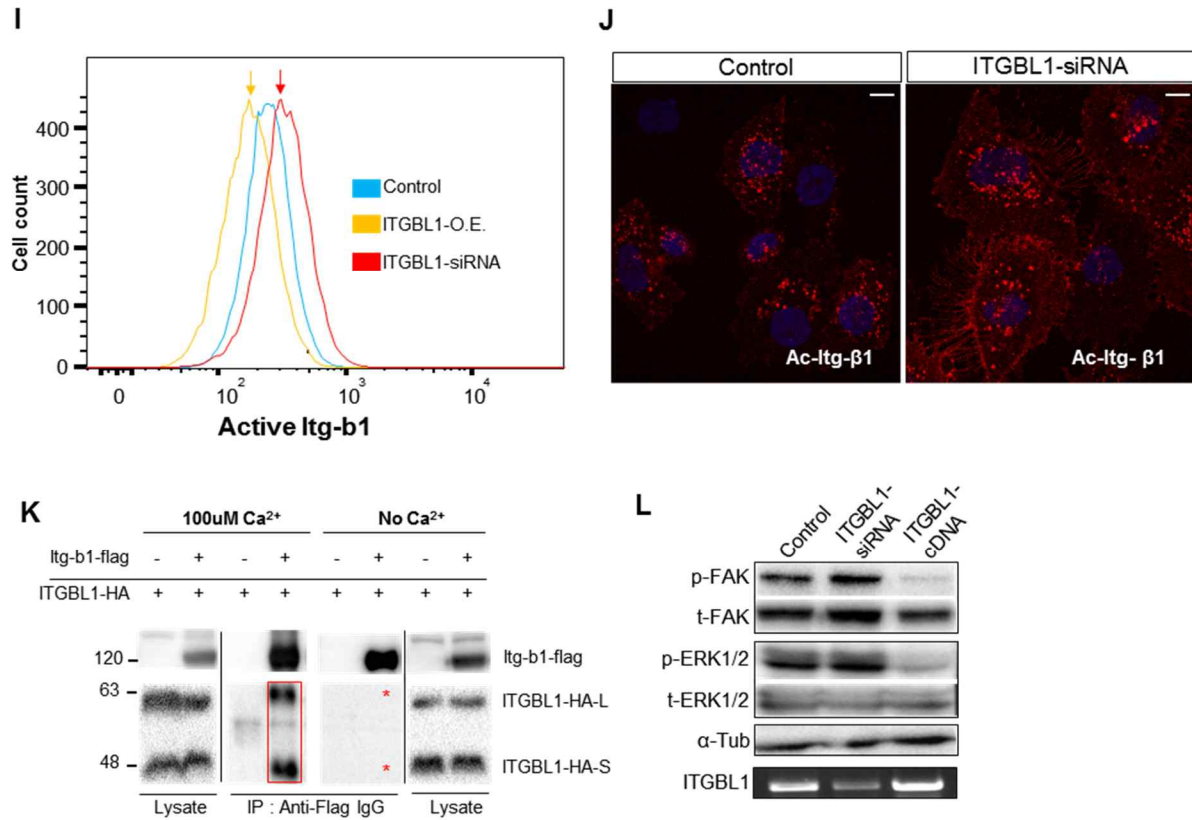 I
Cell count
400
300
200
100
0
Control
ITGBL1-O.E.
ITGBL1-siRNA
0 10² 10³ 10⁴
Active Itg-b1
J
Control ITGBL1-siRNA
Ac-Itg-β1 Ac-Itg- β1
K
100uM Ca²⁺ No Ca²⁺
Itg-b1-flag - + - + - + - +
ITGBL1-HA + + + + + + + +
120 Itg-b1-flag
63 * ITGBL1-HA-L
48 * ITGBL1-HA-S
Lysate IP : Anti-Flag IgG Lysate
L
Control ITGBL1-siRNA ITGBL1-cDNA
p-FAK
t-FAK
p-ERK1/2
t-ERK1/2
α-Tub
ITGBL1